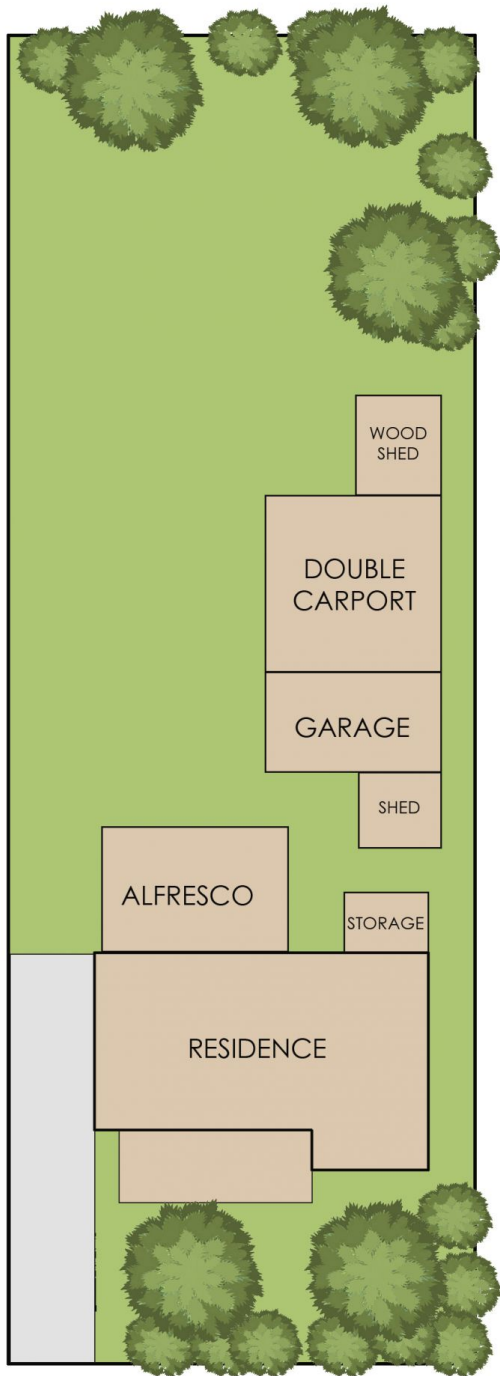 WOOD
SHED
DOUBLE
CARPORT
GARAGE
SHED
ALFRESCO
STORAGE
RESIDENCE